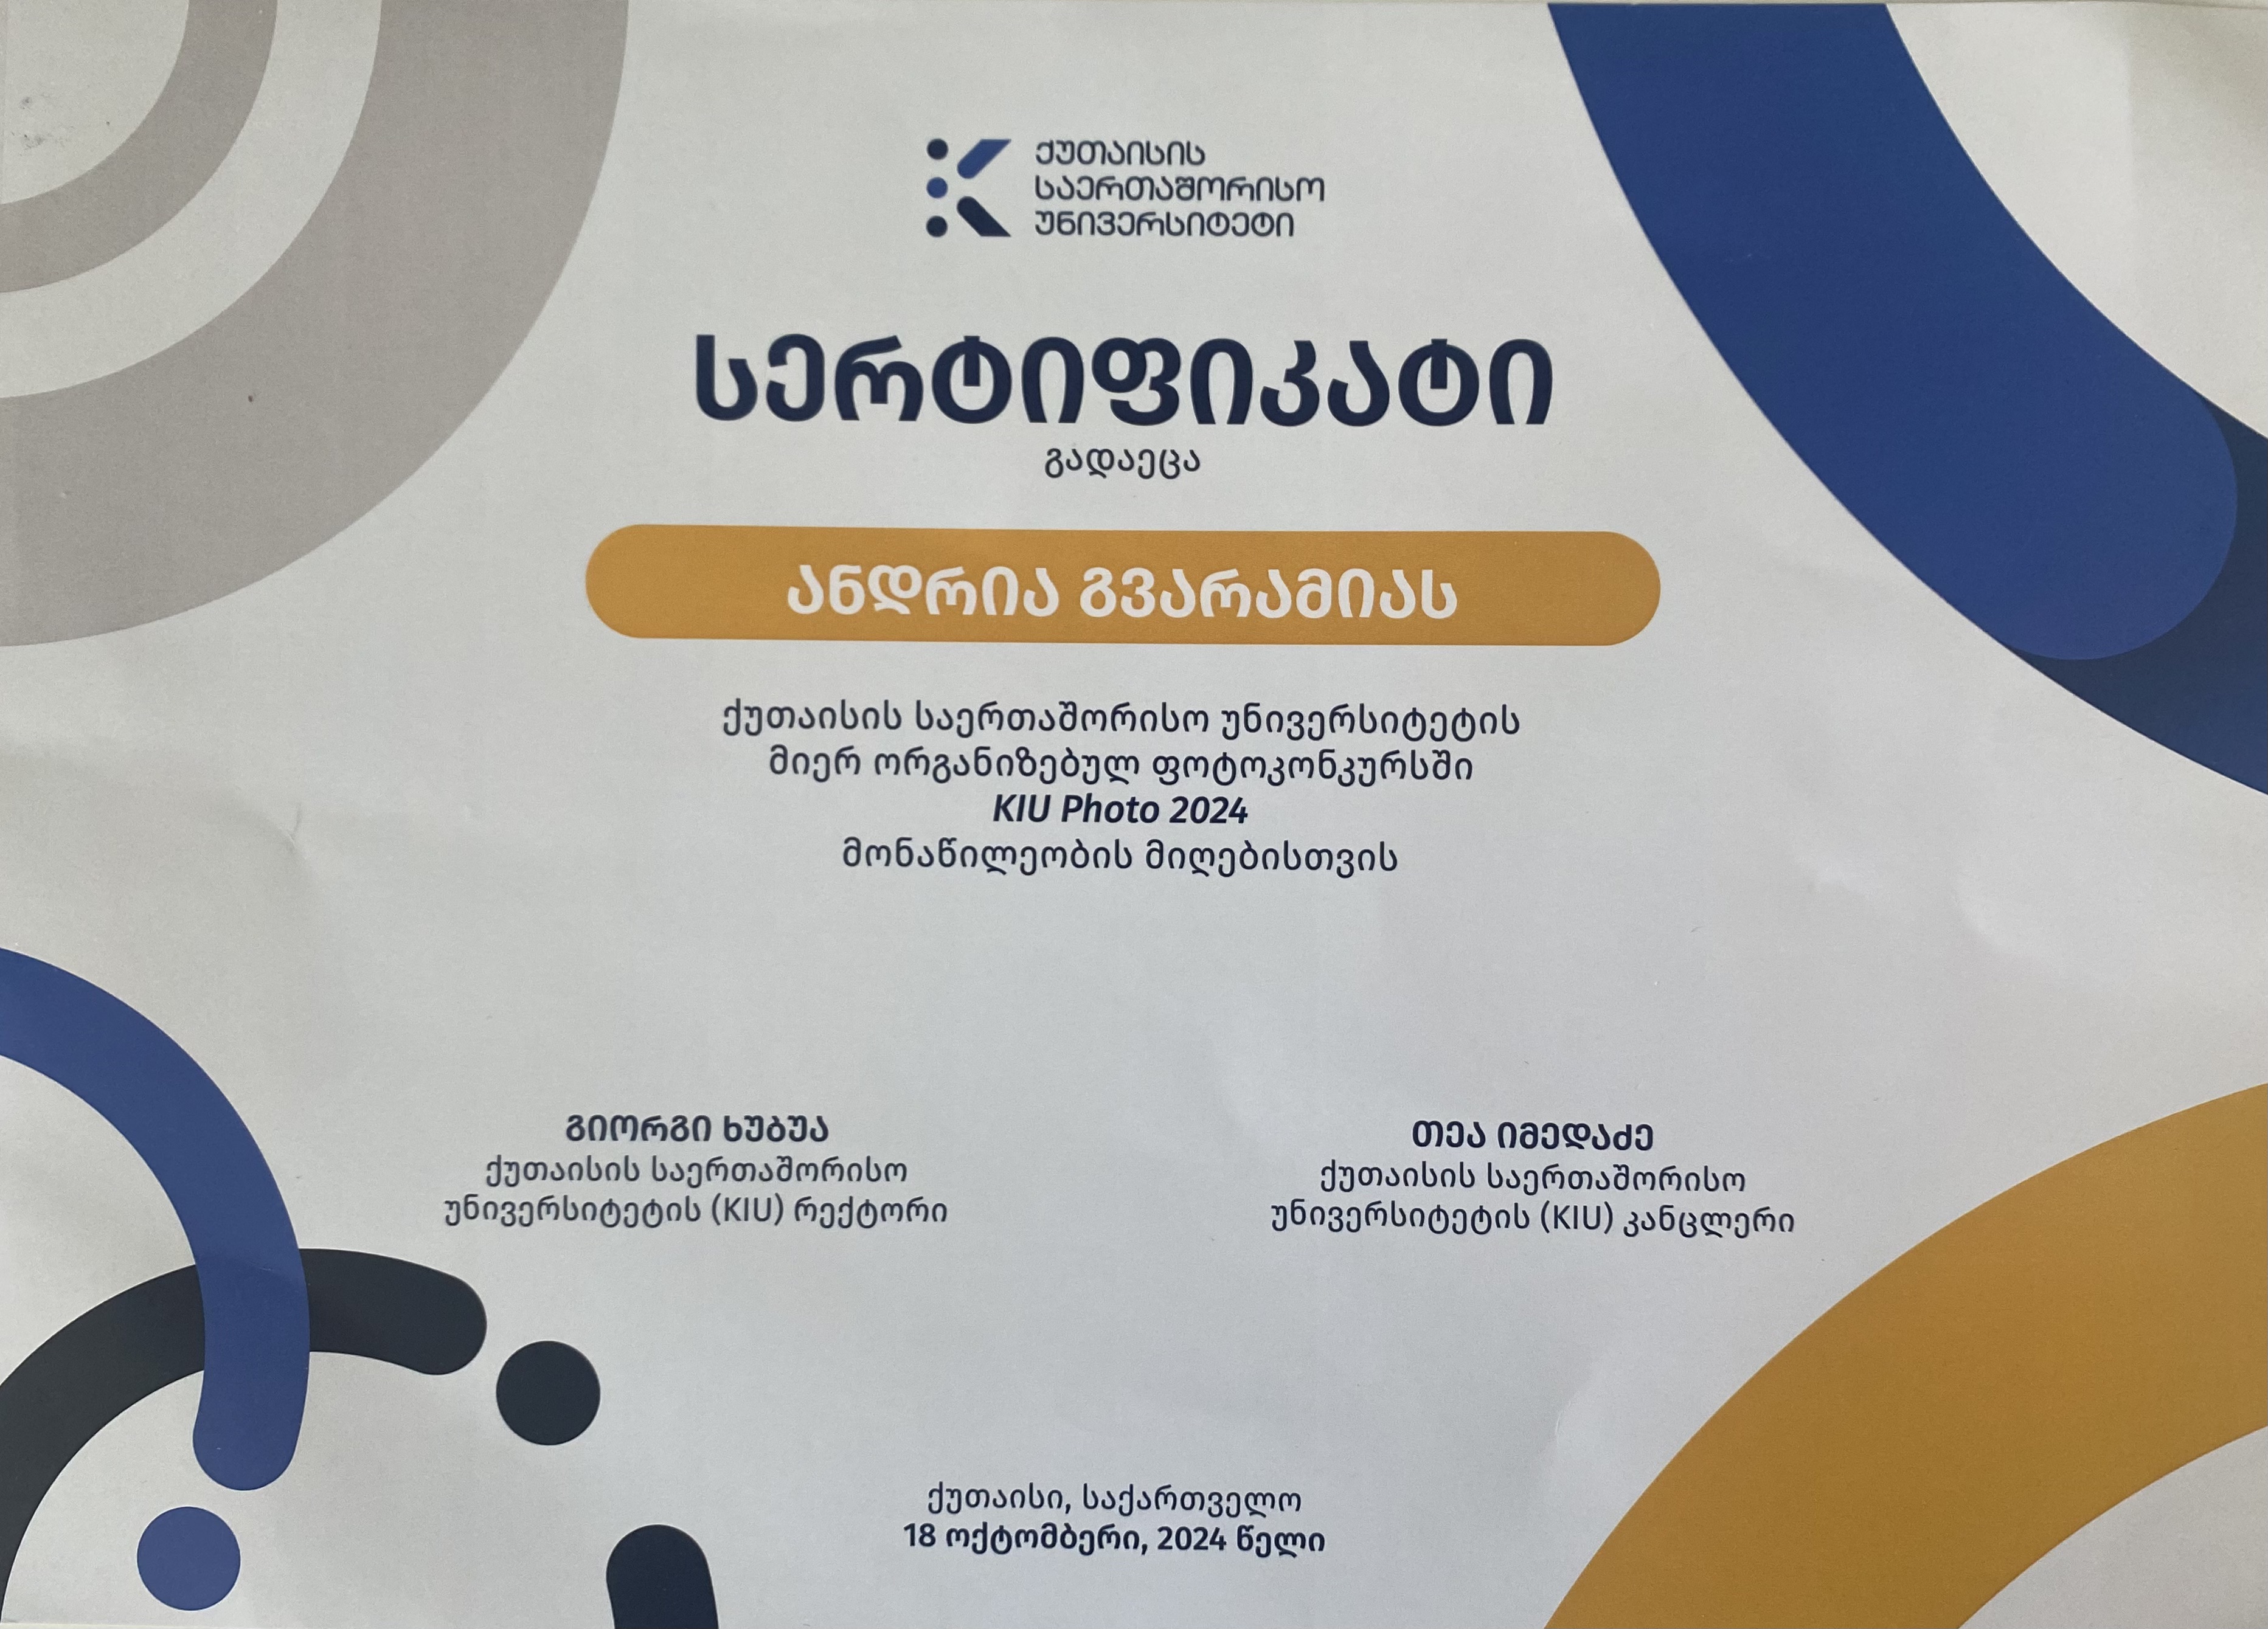 ქუთაისის
საერთაშორისო
უნივერსიტეტი
სერტიფიკატი
გადაეცა
ანდრია გვარამიას
ქუთაისის საერთაშორისო უნივერსიტეტის
მიერ ორგანიზებულ ფოტოკონკურსში
KIU Photo 2024
მონაწილეობის მიღებისთვის
გიორგი ხუბუა
ქუთაისის საერთაშორისო
უნივერსიტეტის (KIU) რექტორი
თეა იმედაძე
ქუთაისის საერთაშორისო
უნივერსიტეტის (KIU) კანცლერი
ქუთაისი, საქართველო
18 ოქტომბერი, 2024 წელი